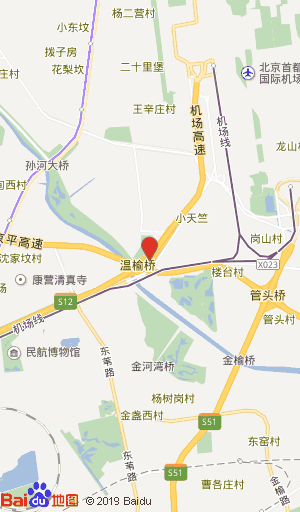 杨二营村
小东坟
拨子房
花梨坎
庄村
二十里堡
北京首都
国际机场
王辛庄村
机场高速
机场线
龙山村
孙河大桥
西村
小天竺
岗山村
京平高速
沈家坟村
温榆桥
X023
楼台村
康营清真寺
S12
管头桥
机场线
管头村
民航博物馆
东苇路
金榆桥
金河湾桥
杨树岗村
金盏西村
S51
东窑村
东苇路
S51
金榆路
曹各庄村
Baidu地图
© 2019 Baidu